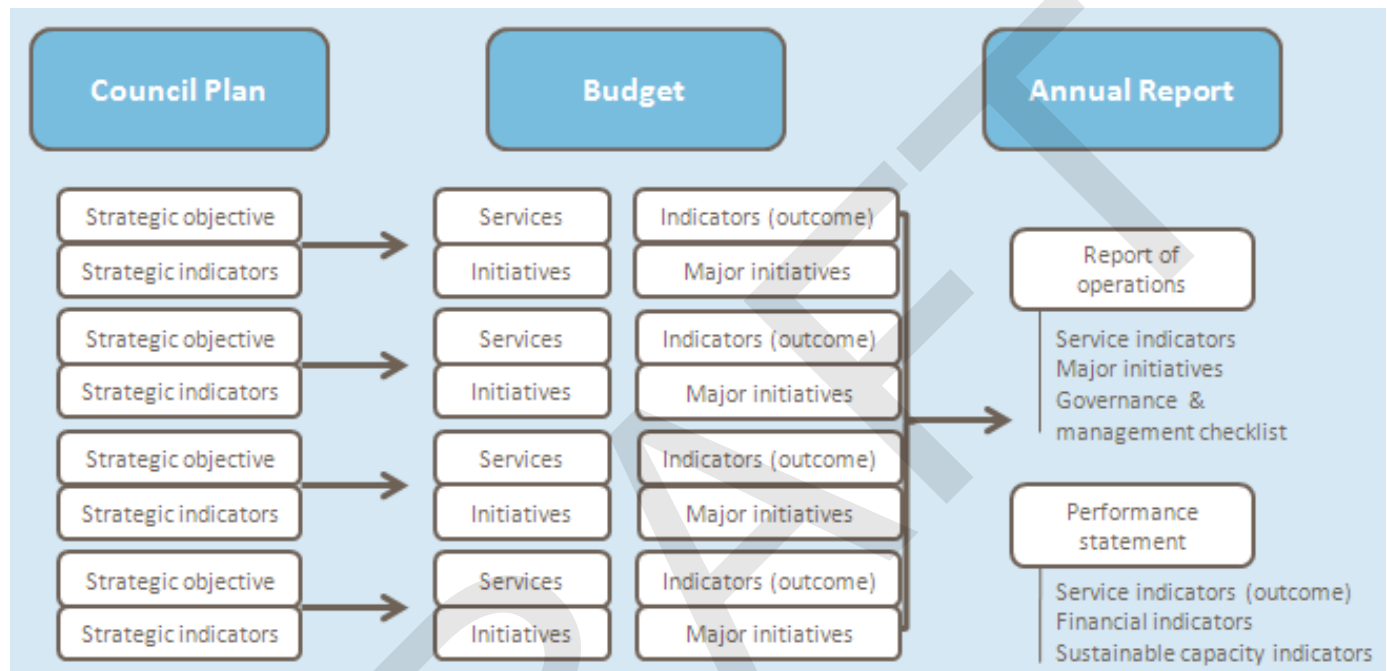 Council Plan
Budget
Annual Report
Strategic objective
Strategic indicators
Services
Initiatives
Indicators (outcome)
Major initiatives
Strategic objective
Strategic indicators
Services
Initiatives
Indicators (outcome)
Major initiatives
Strategic objective
Strategic indicators
Services
Initiatives
Indicators (outcome)
Major initiatives
Strategic objective
Strategic indicators
Services
Initiatives
Indicators (outcome)
Major initiatives
Report of
operations
Service indicators
Major initiatives
Governance &
management checklist
Performance
statement
Service indicators (outcome)
Financial indicators
Sustainable capacity indicators
RAFT